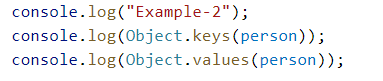 console.log("Example-2");
console.log(Object.keys(person));
console.log(Object.values(person));